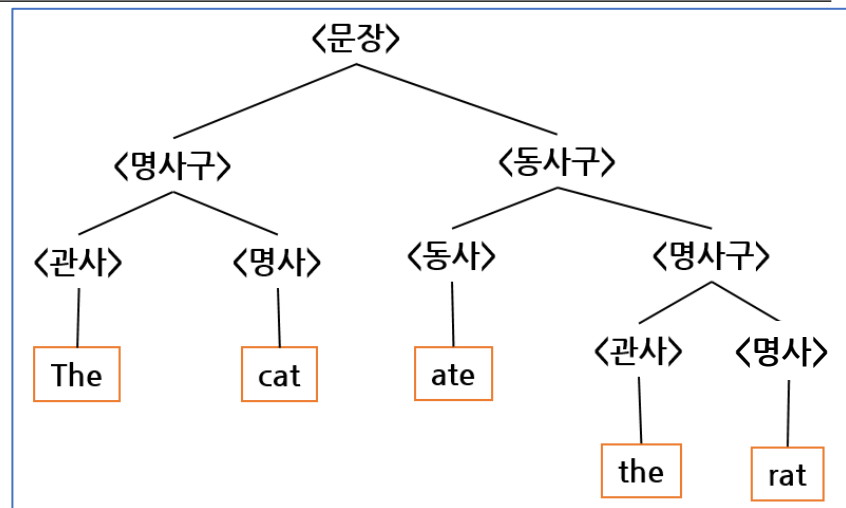 <문장>
<명사구> <동사구>
<관사> <명사> <동사> <명사구>
<관사> <명사>
The cat ate
the rat